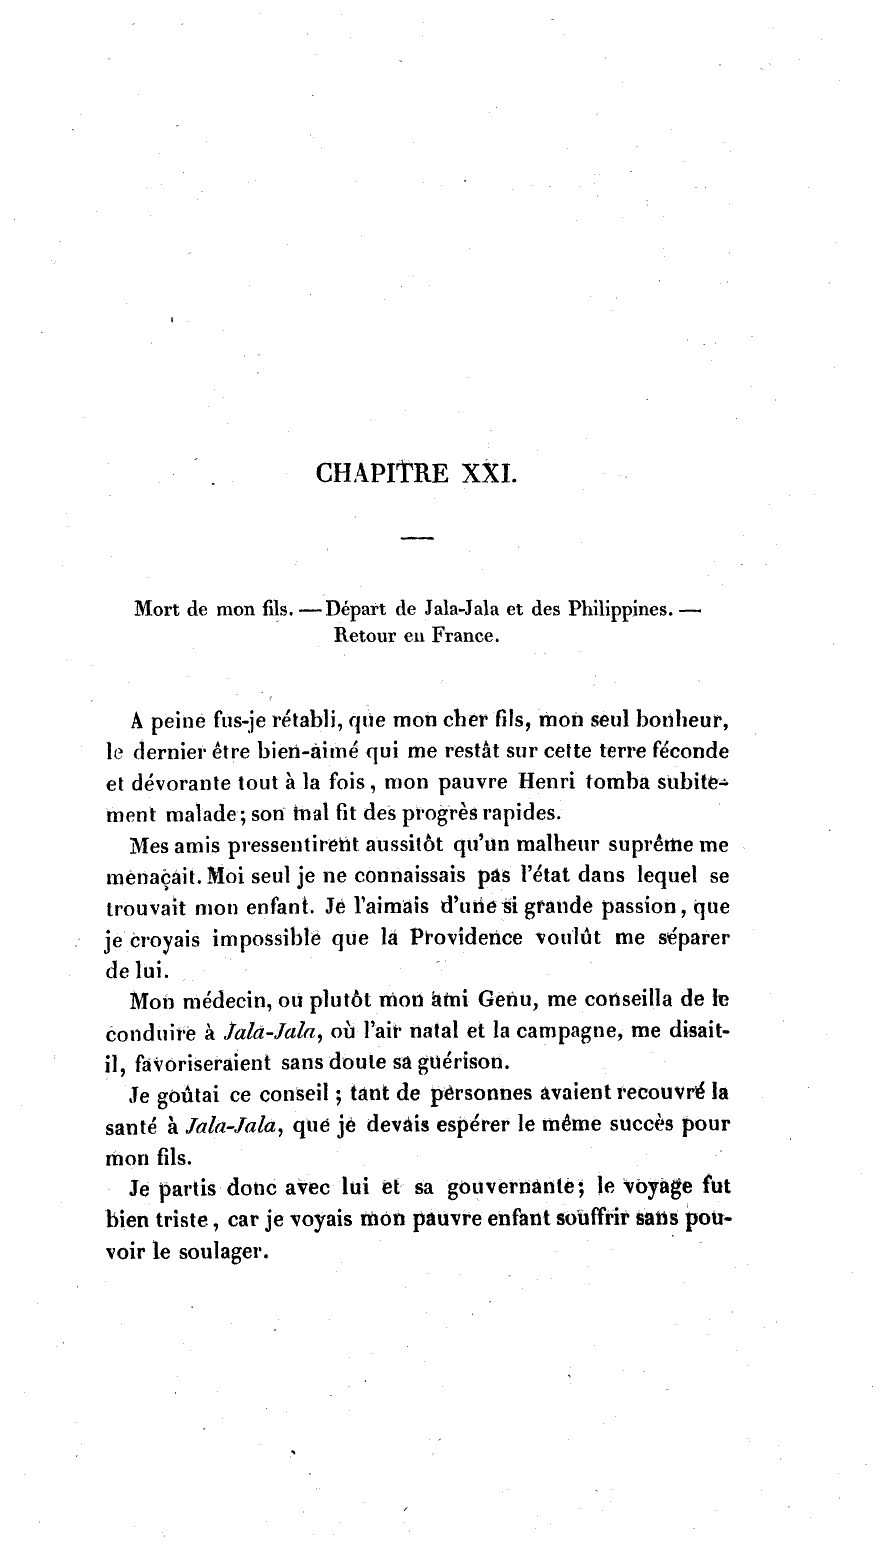 CHAPITRE XXI.
Mort de mon fils. — Départ de Jala-Jala et des Philippines. —
Retour en France.
A peine fus-je rétabli, que mon cher fils, mon seul bonheur,
le dernier être bien-aimé qui me restât sur cette terre féconde
et dévorante tout à la fois, mon pauvre Henri tomba subite-
ment malade; son mal fit des progrès rapides.
Mes amis pressentirent aussitôt qu'un malheur suprême me
menaçait. Moi seul je ne connaissais pas l'état dans lequel se
trouvait mon enfant. Je l'aimais d'une si grande passion, que
je croyais impossible que la Providence voulût me séparer
de lui.
Mon médecin, ou plutôt mon ami Genu, me conseilla de le
conduire à Jala-Jala, où l'air natal et la campagne, me disait-
il, favoriseraient sans doute sa guérison.
Je goûtai ce conseil ; tant de personnes avaient recouvré la
santé à Jala-Jala, que je devais espérer le même succès pour
mon fils.
Je partis donc avec lui et sa gouvernante; le voyage fut
bien triste, car je voyais mon pauvre enfant souffrir sans pou-
voir le soulager.